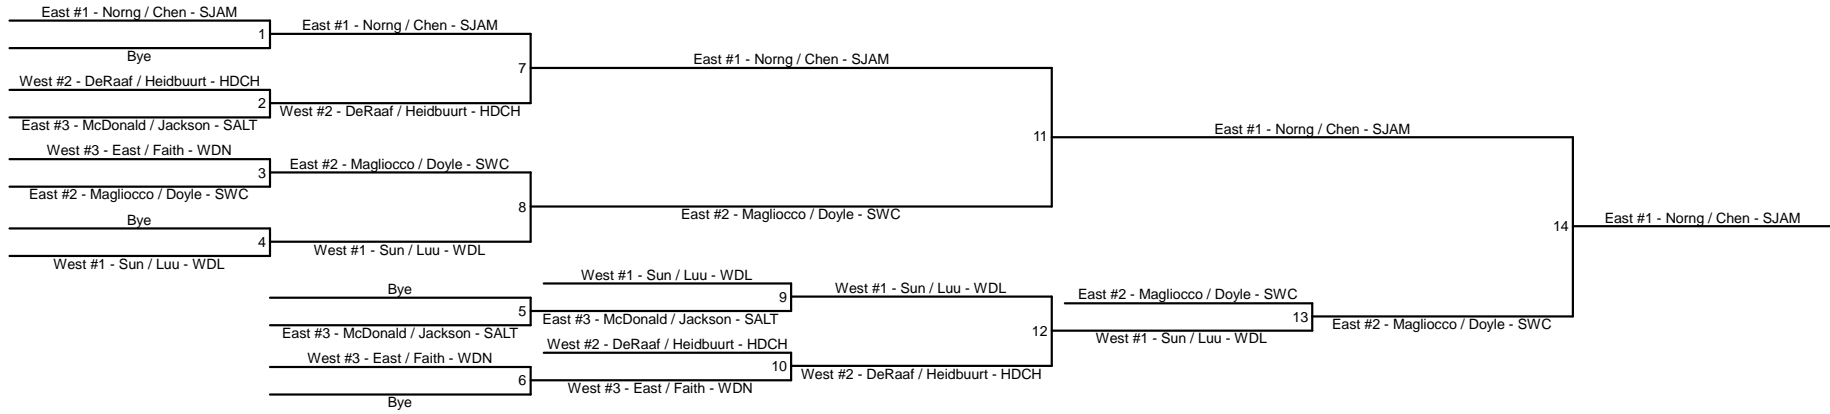 East #1 - Norng / Chen - SJAM
1
East #1 - Norng / Chen - SJAM
Bye
7
East #1 - Norng / Chen - SJAM
West #2 - DeRaaf / Heidbuurt - HDCH
2
West #2 - DeRaaf / Heidbuurt - HDCH
East #3 - McDonald / Jackson - SALT
11
East #1 - Norng / Chen - SJAM
West #3 - East / Faith - WDN
3
East #2 - Magliocco / Doyle - SWC
East #2 - Magliocco / Doyle - SWC
8
East #2 - Magliocco / Doyle - SWC
Bye
4
West #1 - Sun / Luu - WDL
West #1 - Sun / Luu - WDL
14
East #1 - Norng / Chen - SJAM
West #1 - Sun / Luu - WDL
Bye
9
West #1 - Sun / Luu - WDL
East #2 - Magliocco / Doyle - SWC
5
East #3 - McDonald / Jackson - SALT
13
East #2 - Magliocco / Doyle - SWC
East #3 - McDonald / Jackson - SALT
12
West #1 - Sun / Luu - WDL
West #2 - DeRaaf / Heidbuurt - HDCH
West #3 - East / Faith - WDN
10
West #2 - DeRaaf / Heidbuurt - HDCH
6
West #3 - East / Faith - WDN
Bye